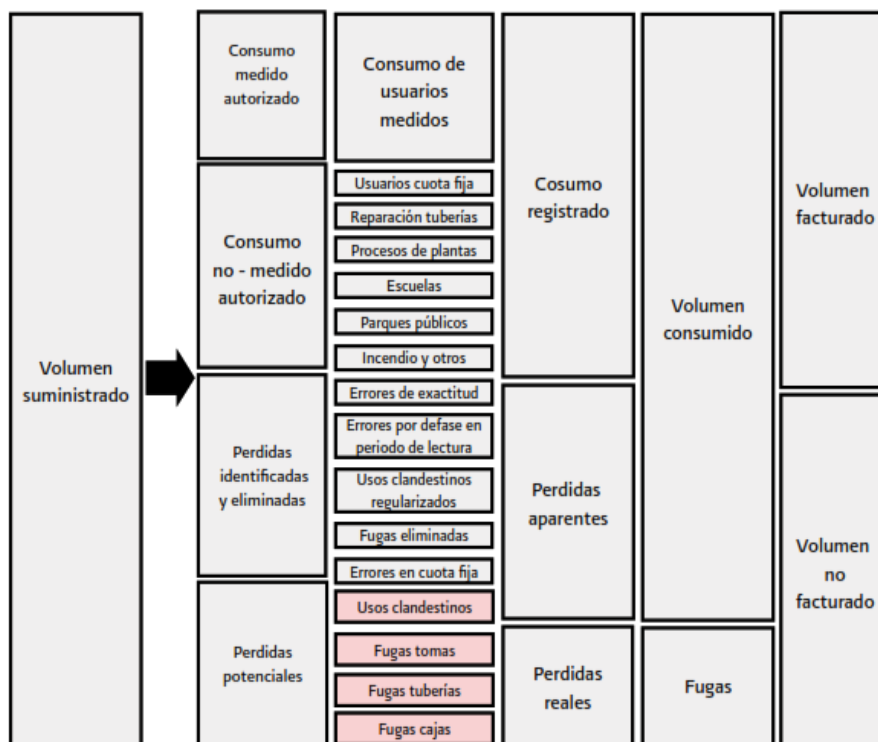 Volumen
suministrado
Consumo
medido
autorizado
Consumo
no - medido
autorizado
Perdidas
identificadas
y eliminadas
Perdidas
potenciales
Consumo de
usuarios
medidos
Usuarios cuota fija
Reparación tuberías
Procesos de plantas
Escuelas
Parques públicos
Incendio y otros
Errores de exactitud
Errores por defase en
periodo de lectura
Usos clandestinos
regularizados
Fugas eliminadas
Errores en cuota fija
Usos clandestinos
Fugas tomas
Fugas tuberías
Fugas cajas
Cosumo
registrado
Perdidas
aparentes
Perdidas
reales
Volumen
consumido
Fugas
Volumen
facturado
Volumen
no
facturado